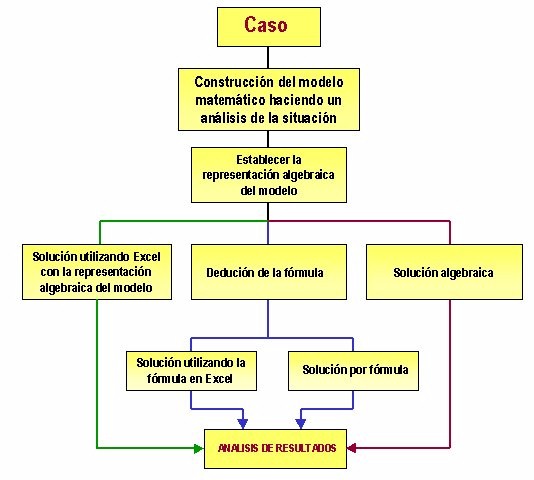 Caso
Construcción del modelo
matemático haciendo un
análisis de la situación
Establecer la
representación algebraica
del modelo
Solución utilizando Excel
con la representación
algebraica del modelo
Dedución de la fórmula
Solución algebraica
Solución utilizando la
fórmula en Excel
Solución por fórmula
ANALISIS DE RESULTADOS